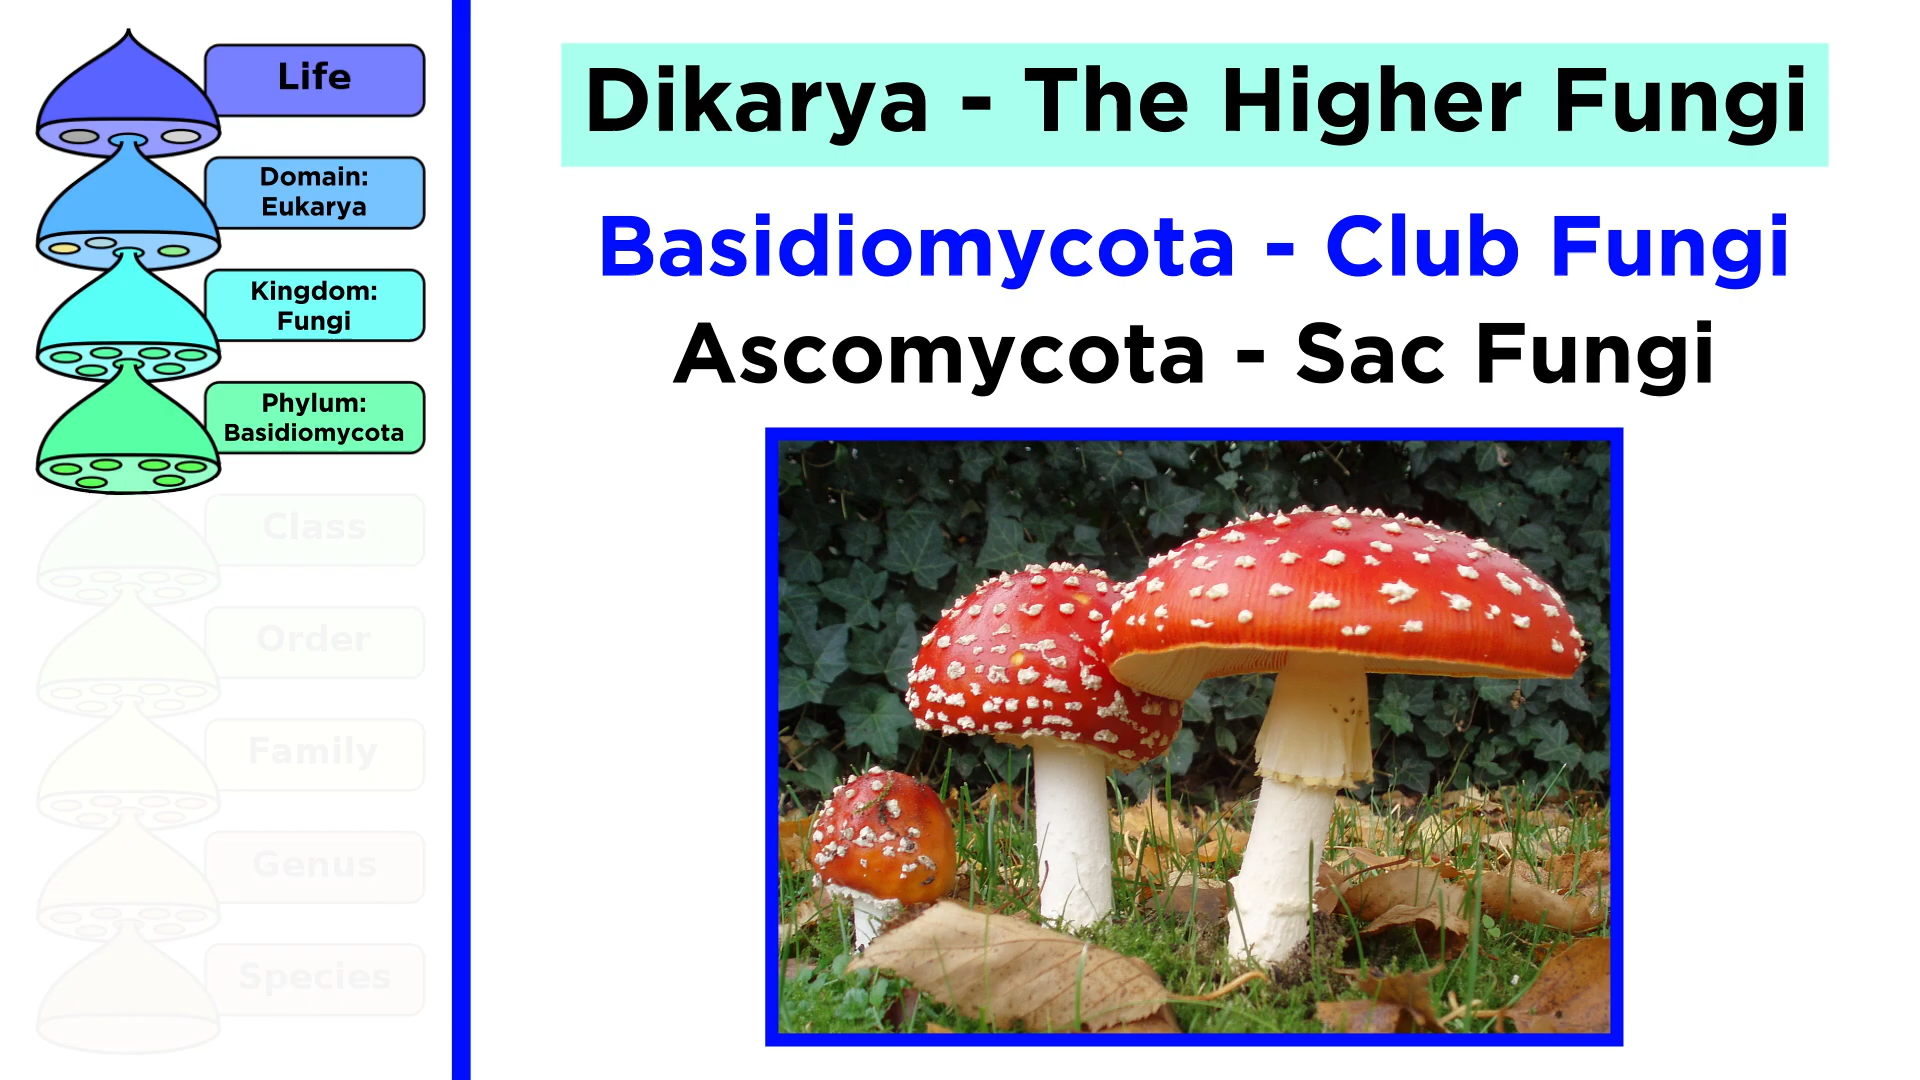 Life
Domain:
Eukarya
Kingdom:
Fungi
Phylum:
Basidiomycota
Class
Order
Family
Genus
Species
Dikarya - The Higher Fungi
Basidiomycota - Club Fungi
Ascomycota - Sac Fungi